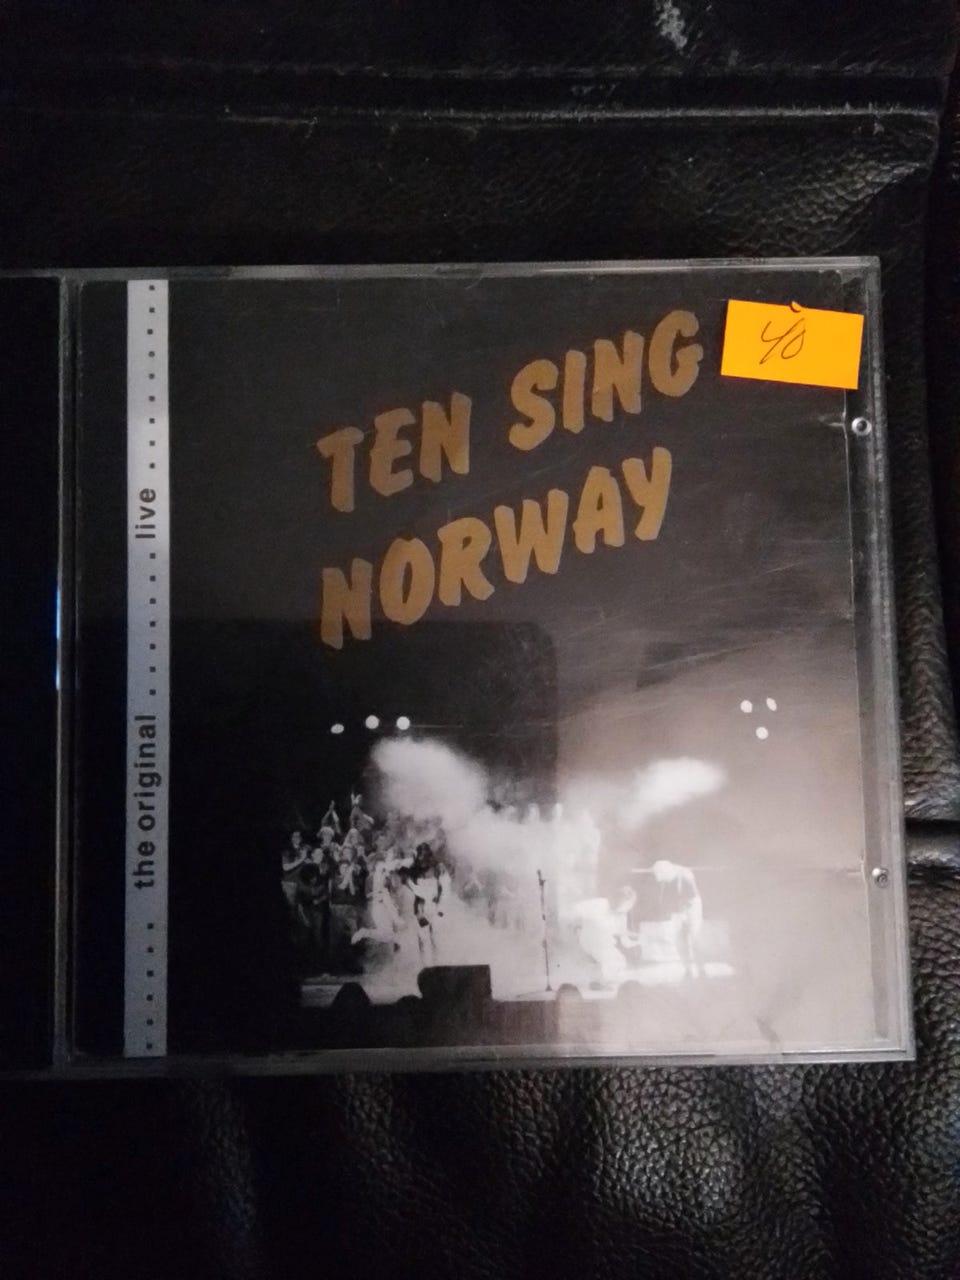 TEN SING
NORWAY
40
the original live